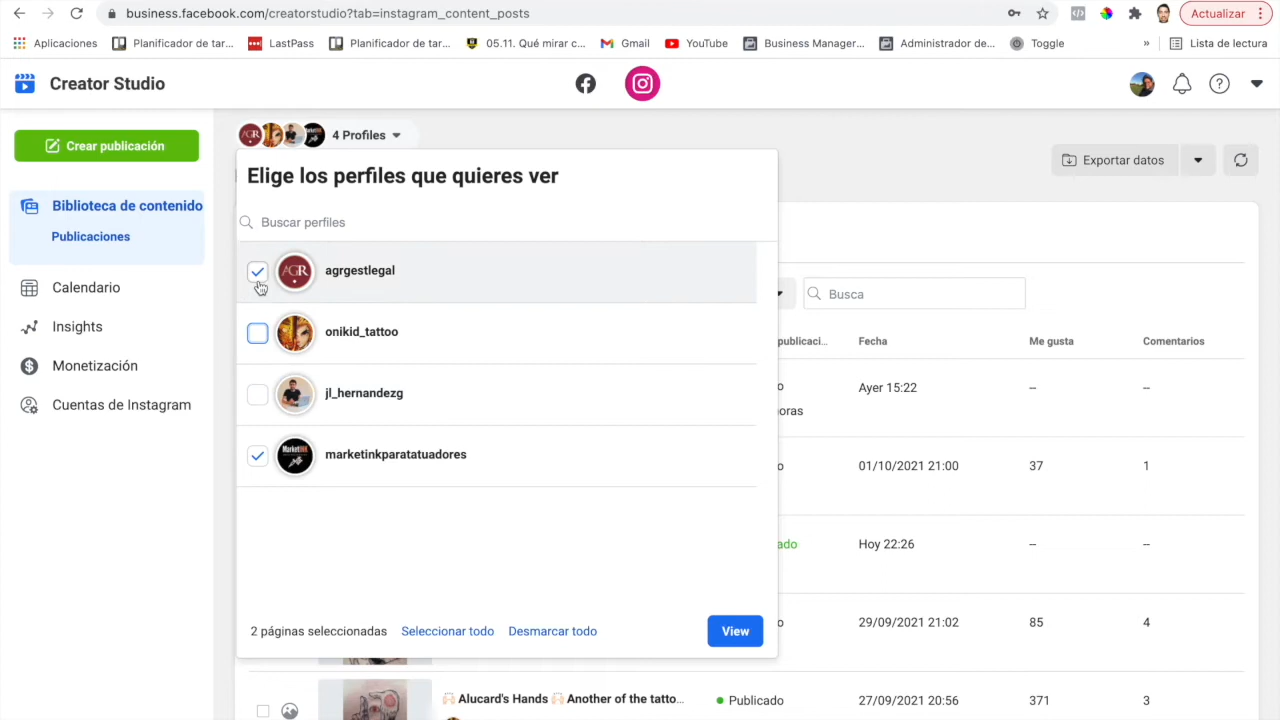 business.facebook.com/creatorstudio?tab=instagram_content_posts
Actualizar
Aplicaciones
Planificador de tar...
LastPass
Planificador de tar...
05.11. Qué mirar c...
Gmail
YouTube
Business Manager...
Administrador de...
Toggle
»
Lista de lectura
Creator Studio
Crear publicación
Biblioteca de contenido
Publicaciones
Calendario
Insights
Monetización
Cuentas de Instagram
4 Profiles
Exportar datos
Elige los perfiles que quieres ver
Buscar perfiles
AGR
agrgestlegal
onikid_tattoo
jl_hernandezg
MarketINK
marketinkparatatuadores
2 páginas seleccionadas
Seleccionar todo
Desmarcar todo
View
Busca
publicaci...
Fecha
Me gusta
Comentarios
o
Ayer 15:22
--
--
oras
o
01/10/2021 21:00
37
1
ado
Hoy 22:26
--
--
o
29/09/2021 21:02
85
4
Alucard's Hands Another of the tatto...
Publicado
27/09/2021 20:56
371
3